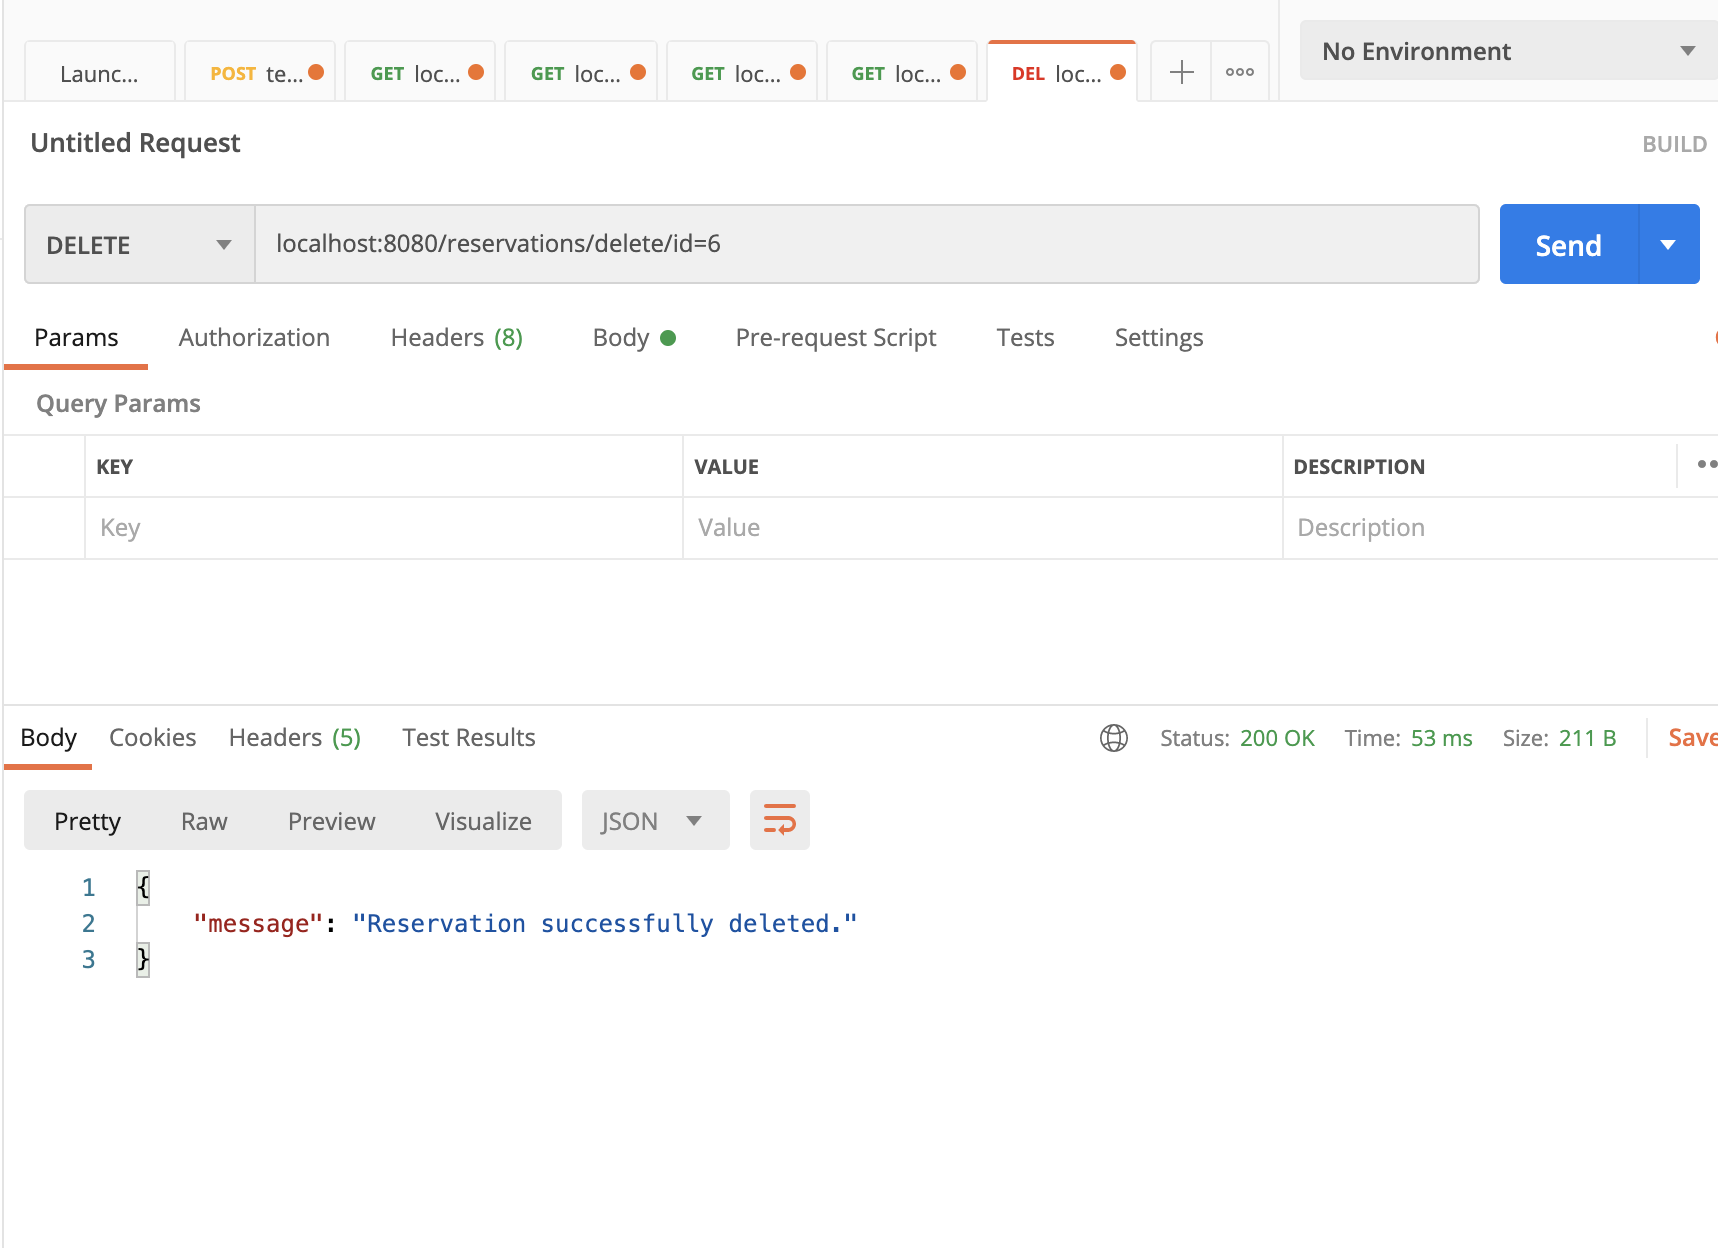 Launc... POST te... GET loc... GET loc... GET loc... GET loc... DEL loc... No Environment
Untitled Request BUILD
DELETE localhost:8080/reservations/delete/id=6 Send
Params Authorization Headers (8) Body Pre-request Script Tests Settings
Query Params
KEY VALUE DESCRIPTION
Key Value Description
Body Cookies Headers (5) Test Results Status: 200 OK Time: 53 ms Size: 211 B Save
Pretty Raw Preview Visualize JSON
1 {
2 "message": "Reservation successfully deleted."
3 }